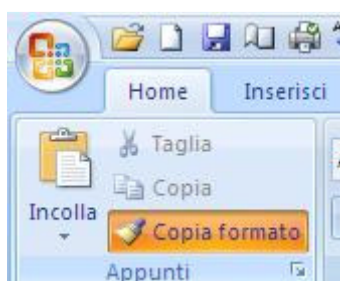 Home Inserisci
Taglia
Copia
Incolla
Copia formato
Appunti